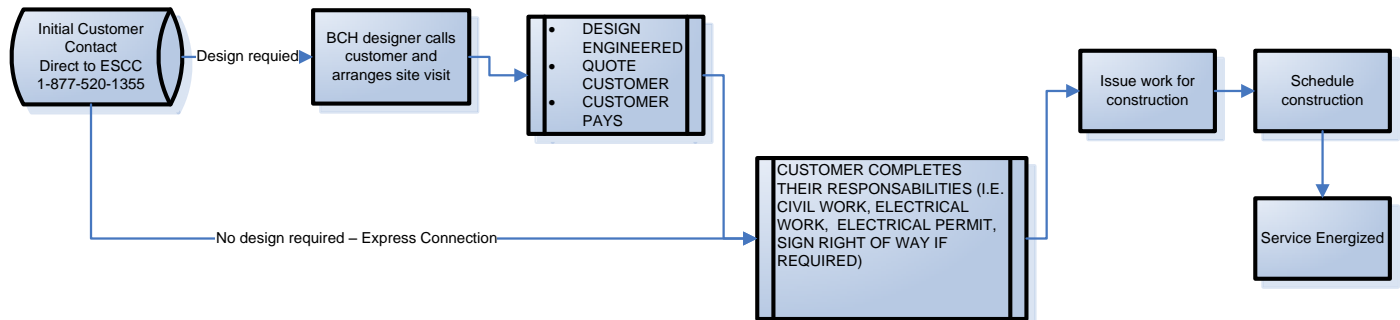 Initial Customer
Contact
Direct to ESCC
1-877-520-1355
Design requied
BCH designer calls
customer and
arranges site visit
• DESIGN
ENGINEERED
• QUOTE
CUSTOMER
• CUSTOMER
PAYS
No design required – Express Connection
CUSTOMER COMPLETES
THEIR RESPONSABILITIES (I.E.
CIVIL WORK, ELECTRICAL
WORK, ELECTRICAL PERMIT,
SIGN RIGHT OF WAY IF
REQUIRED)
Issue work for
construction
Schedule
construction
Service Energized